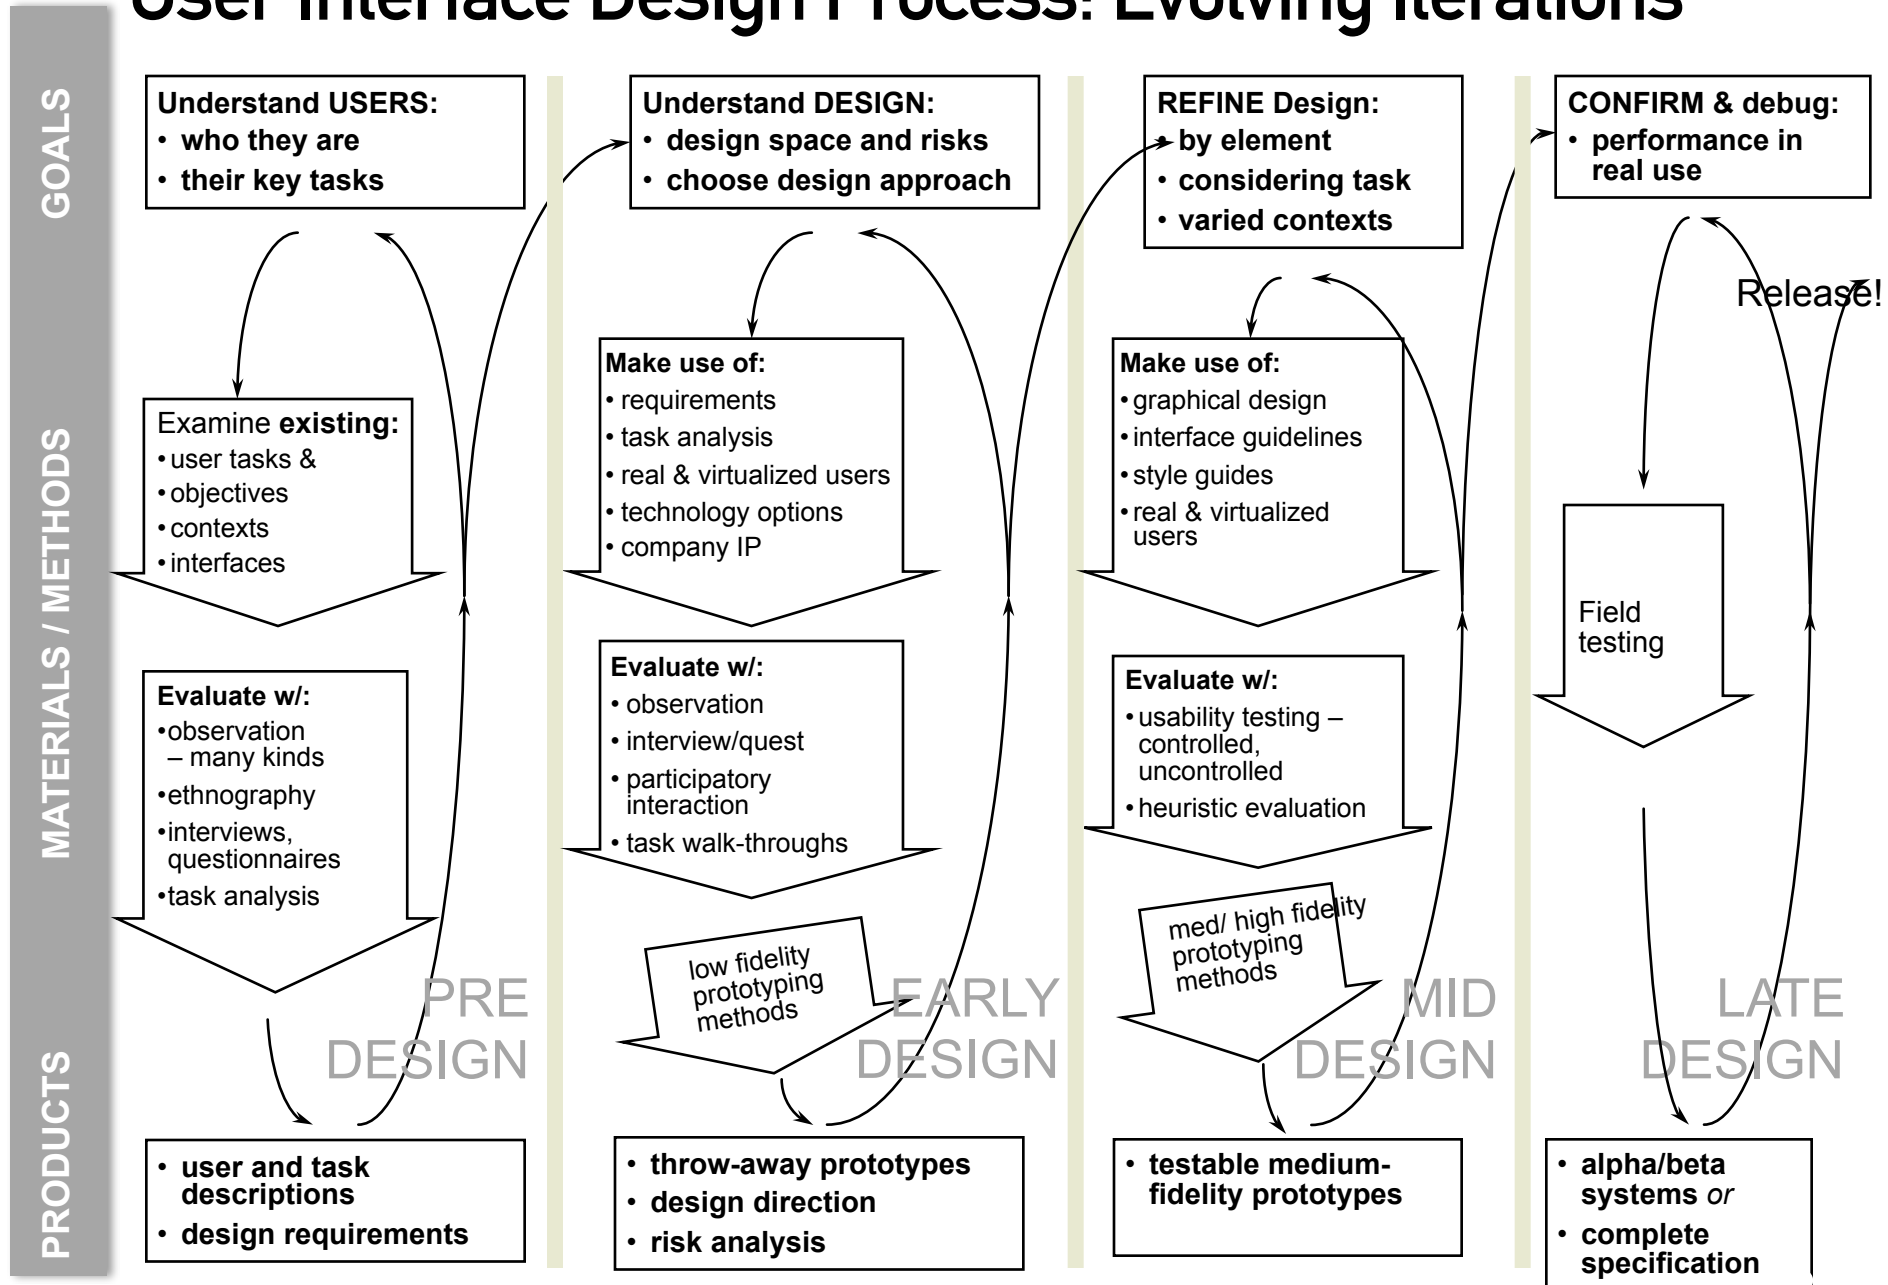 User Interface Design Process: Evolving Iterations
GOALS
MATERIALS / METHODS
PRODUCTS
Understand USERS:
• who they are
• their key tasks
Examine existing:
• user tasks &
• objectives
• contexts
• interfaces
Evaluate w/:
• observation
– many kinds
• ethnography
• interviews,
questionnaires
• task analysis
PRE
DESIGN
• user and task
descriptions
• design requirements
Understand DESIGN:
• design space and risks
• choose design approach
Make use of:
• requirements
• task analysis
• real & virtualized users
• technology options
• company IP
Evaluate w/:
• observation
• interview/quest
• participatory
interaction
• task walk-throughs
low fidelity
prototyping
methods
EARLY
DESIGN
• throw-away prototypes
• design direction
• risk analysis
REFINE Design:
• by element
• considering task
• varied contexts
Make use of:
• graphical design
• interface guidelines
• style guides
• real & virtualized
users
Evaluate w/:
• usability testing –
controlled,
uncontrolled
• heuristic evaluation
med/ high fidelity
prototyping
methods
MID
DESIGN
• testable medium-
fidelity prototypes
CONFIRM & debug:
• performance in
real use
Release!
Field
testing
LATE
DESIGN
• alpha/beta
systems or
• complete
specification